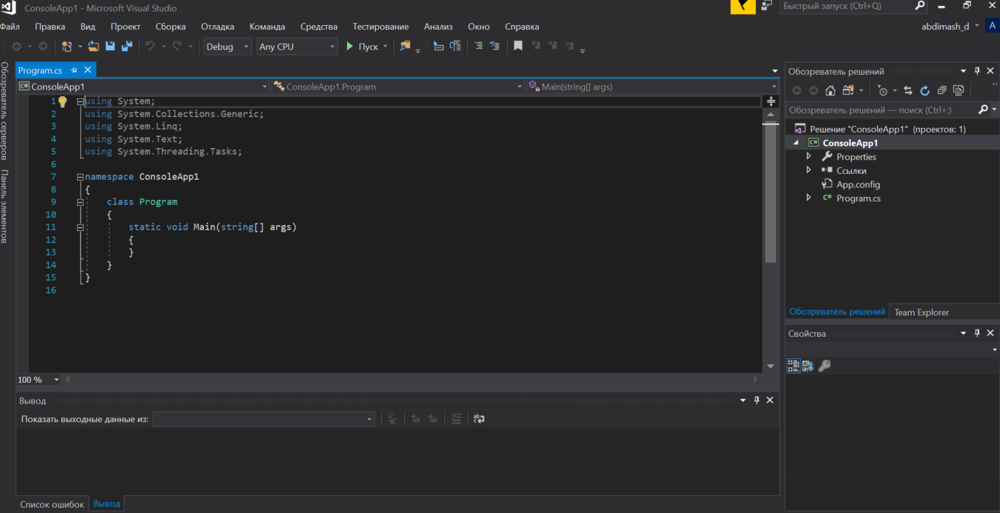 ConsoleApp1 - Microsoft Visual Studio
Быстрый запуск (Ctrl+Q)
Файл Правка Вид Проект Сборка Отладка Команда Средства Тестирование Анализ Окно Справка
abdimash_d A
Debug Any CPU Пуск
Обозреватель серверов
Панель элементов
Program.cs
ConsoleApp1 ConsoleApp1.Program Main(string[] args)
1 using System;
2 using System.Collections.Generic;
3 using System.Linq;
4 using System.Text;
5 using System.Threading.Tasks;
6
7 namespace ConsoleApp1
8 {
9 class Program
10 {
11 static void Main(string[] args)
12 {
13 }
14 }
15 }
16
100 %
Вывод
Показать выходные данные из:
Список ошибок Вывод
Обозреватель решений
Обозреватель решений — поиск (Ctrl+;)
Решение "ConsoleApp1" (проектов: 1)
ConsoleApp1
Properties
Ссылки
App.config
Program.cs
Обозреватель решений Team Explorer
Свойства